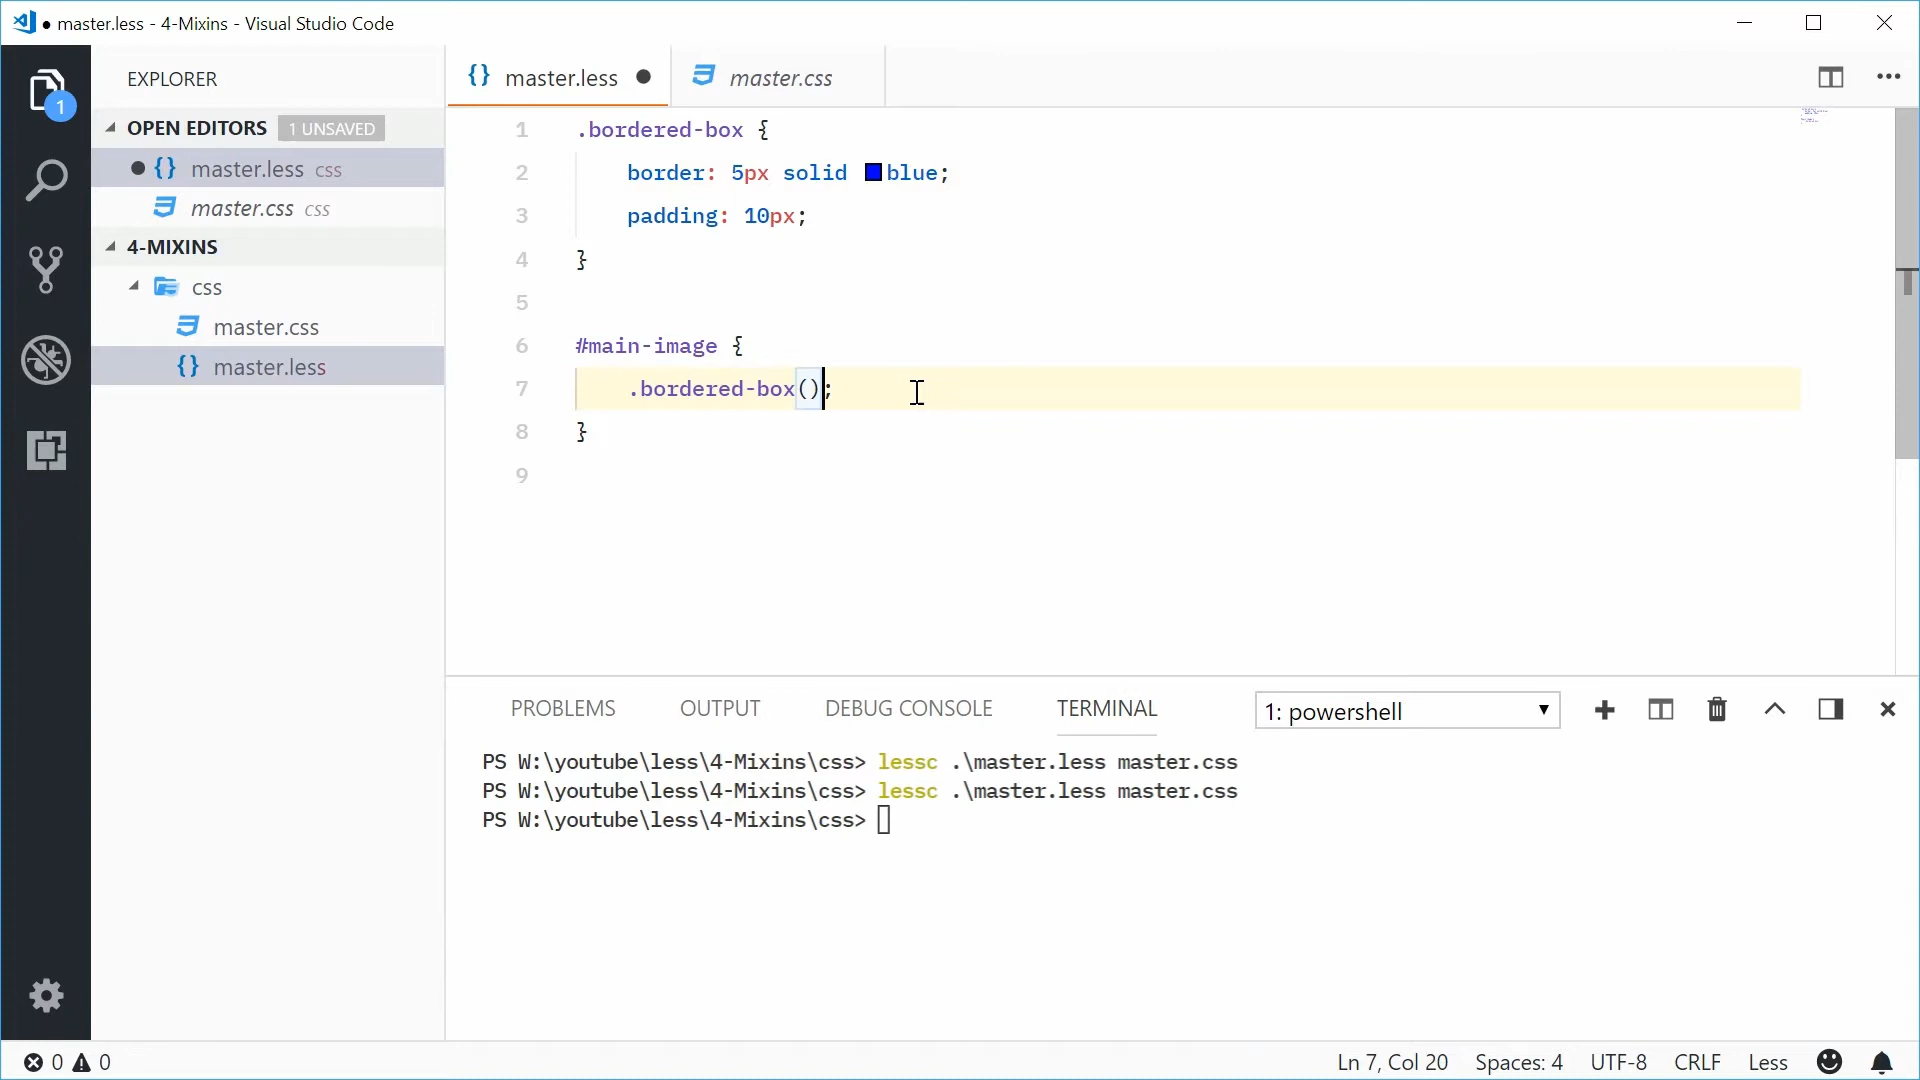 master.less - 4-Mixins - Visual Studio Code
EXPLORER
1
OPEN EDITORS 1 UNSAVED
master.less css
master.css css
4-MIXINS
css
master.css
master.less
master.less
master.css
1 .bordered-box {
2 border: 5px solid blue;
3 padding: 10px;
4 }
5
6 #main-image {
7 .bordered-box();
8 }
9
PROBLEMS OUTPUT DEBUG CONSOLE TERMINAL 1: powershell
PS W:\youtube\less\4-Mixins\css> lessc .\master.less master.css
PS W:\youtube\less\4-Mixins\css> lessc .\master.less master.css
PS W:\youtube\less\4-Mixins\css>
0 0 Ln 7, Col 20 Spaces: 4 UTF-8 CRLF Less